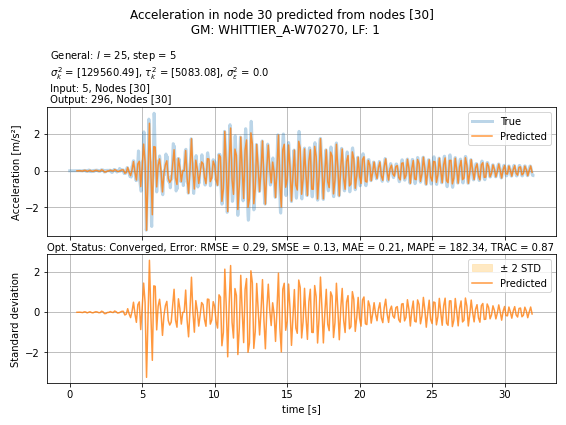 Acceleration in node 30 predicted from nodes [30]
GM: WHITTIER_A-W70270, LF: 1
General: l = 25, step = 5
σ²ₖ = [129560.49], τ²ₖ = [5083.08], σ²ε = 0.0
Input: 5, Nodes [30]
Output: 296, Nodes [30]
Acceleration [m/s²]
2
0
−2
True
Predicted
Opt. Status: Converged, Error: RMSE = 0.29, SMSE = 0.13, MAE = 0.21, MAPE = 182.34, TRAC = 0.87
Standard deviation
2
0
−2
± 2 STD
Predicted
0 5 10 15 20 25 30
time [s]